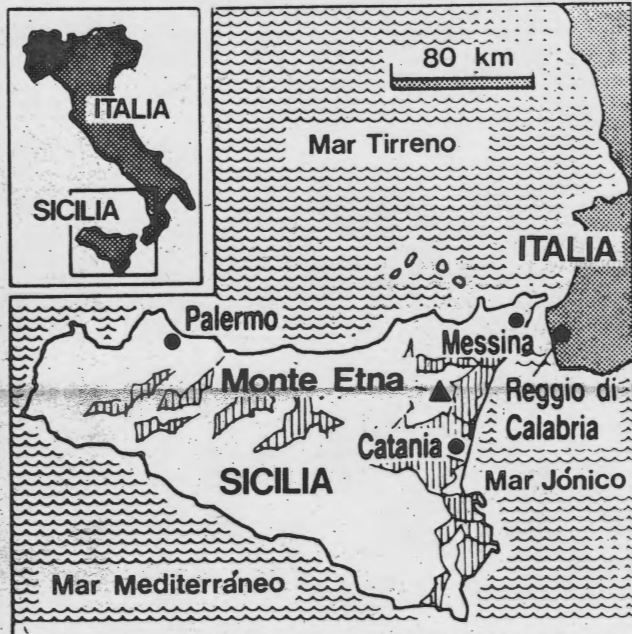 ITALIA
SICILIA
80 km
Mar Tirreno
ITALIA
Palermo
Messina
Monte Etna
Reggio di
Calabria
Catania
SICILIA
Mar Jónico
Mar Mediterráneo